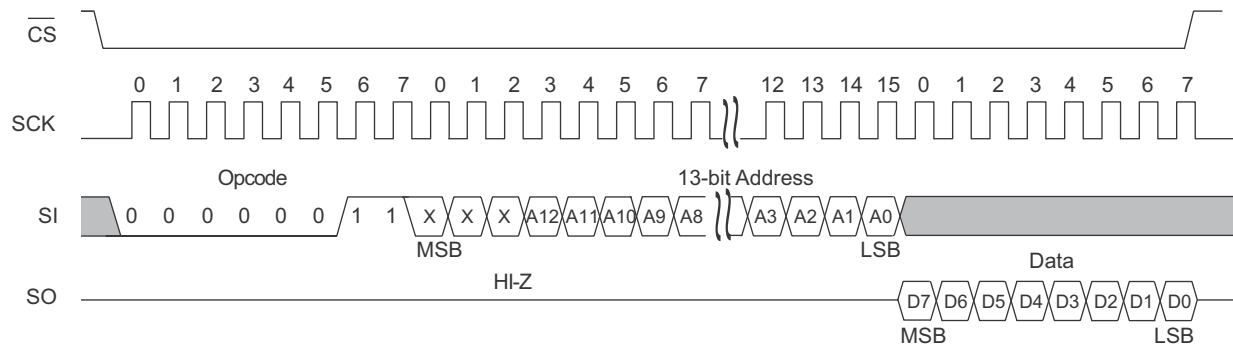 CS
0 1 2 3 4 5 6 7 0 1 2 3 4 5 6 7 12 13 14 15 0 1 2 3 4 5 6 7
SCK
Opcode 13-bit Address
SI 0 0 0 0 0 0 1 1 X X X A12 A11 A10 A9 A8 A3 A2 A1 A0
MSB LSB
HI-Z Data
SO D7 D6 D5 D4 D3 D2 D1 D0
MSB LSB